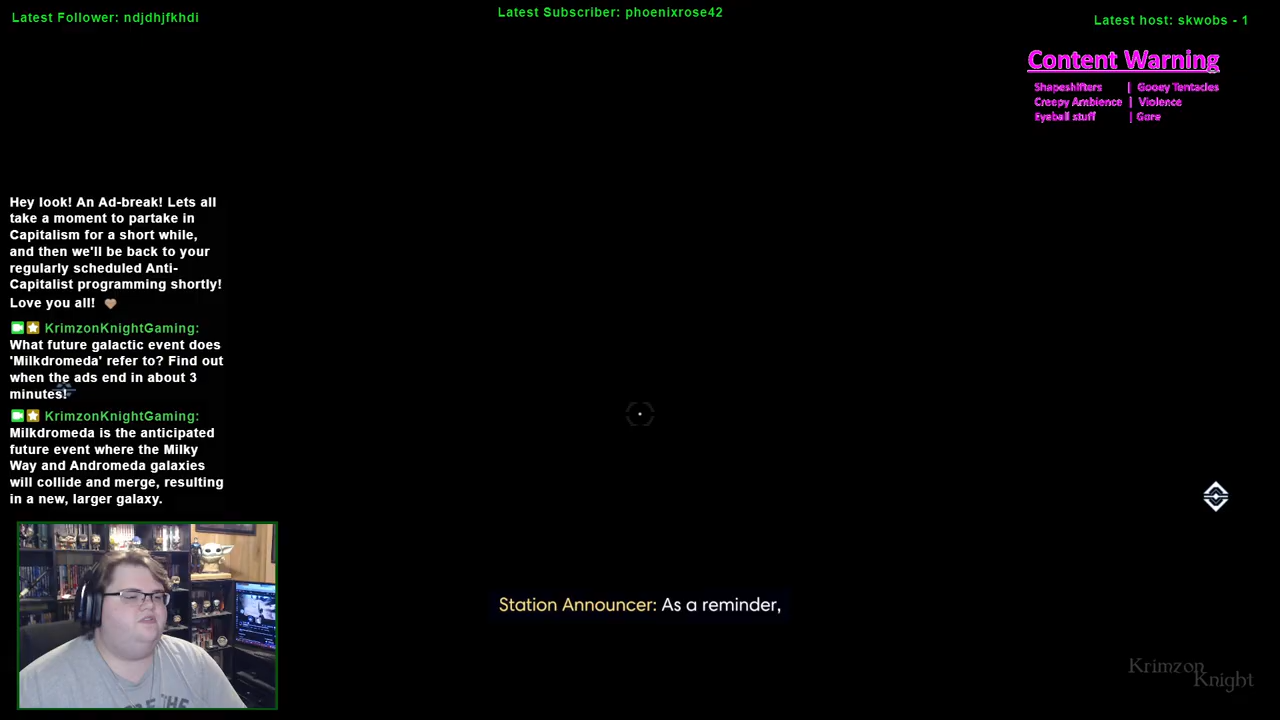 Latest Follower: ndjdhjfkhdi
Latest Subscriber: phoenixrose42
Latest host: skwobs - 1
Content Warning
Shapeshifters | Gooey Tentacles
Creepy Ambience | Violence
Eyeball stuff | Gore
Hey look! An Ad-break! Lets all
take a moment to partake in
Capitalism for a short while,
and then we'll be back to your
regularly scheduled Anti-
Capitalist programming shortly!
Love you all!
KrimzonKnightGaming:
What future galactic event does
'Milkdromeda' refer to? Find out
when the ads end in about 3
minutes!
KrimzonKnightGaming:
Milkdromeda is the anticipated
future event where the Milky
Way and Andromeda galaxies
will collide and merge, resulting
in a new, larger galaxy.
Station Announcer: As a reminder,
Krimzon
Knight